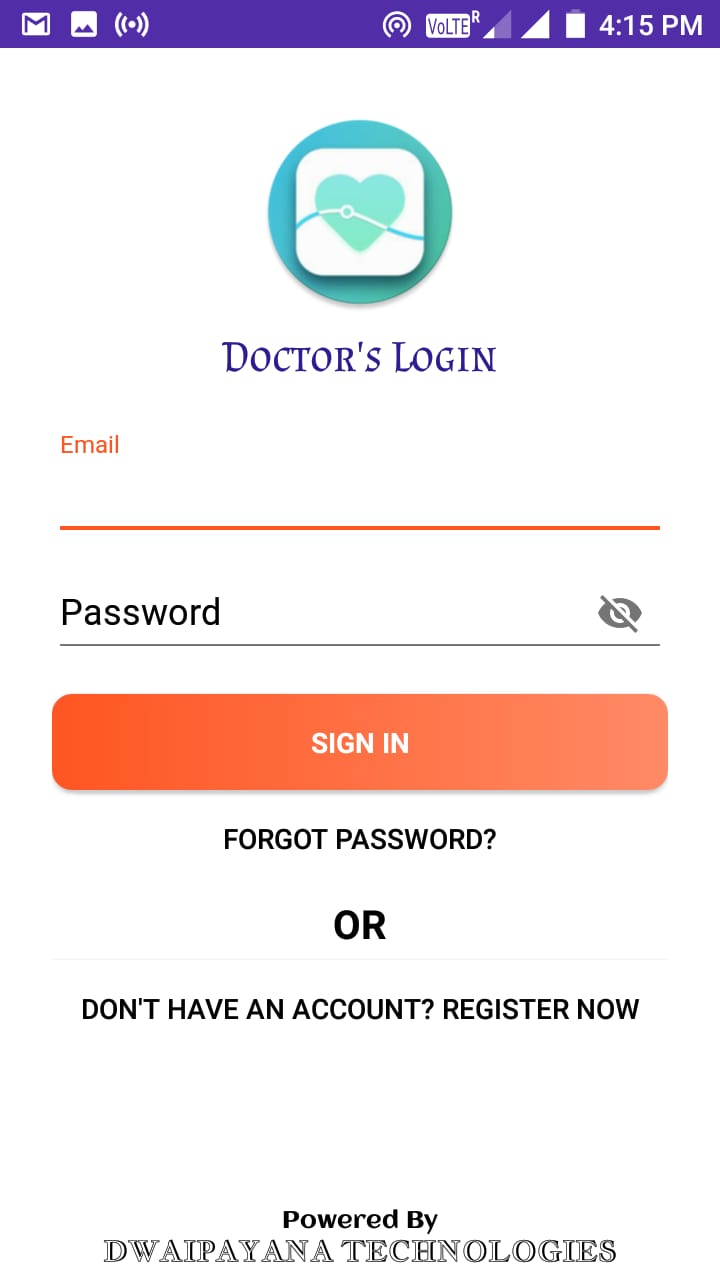 VoLTE R 4:15 PM
Doctor's Login
Email
Password
SIGN IN
FORGOT PASSWORD?
OR
DON'T HAVE AN ACCOUNT? REGISTER NOW
Powered By
DWAIPAYANA TECHNOLOGIES